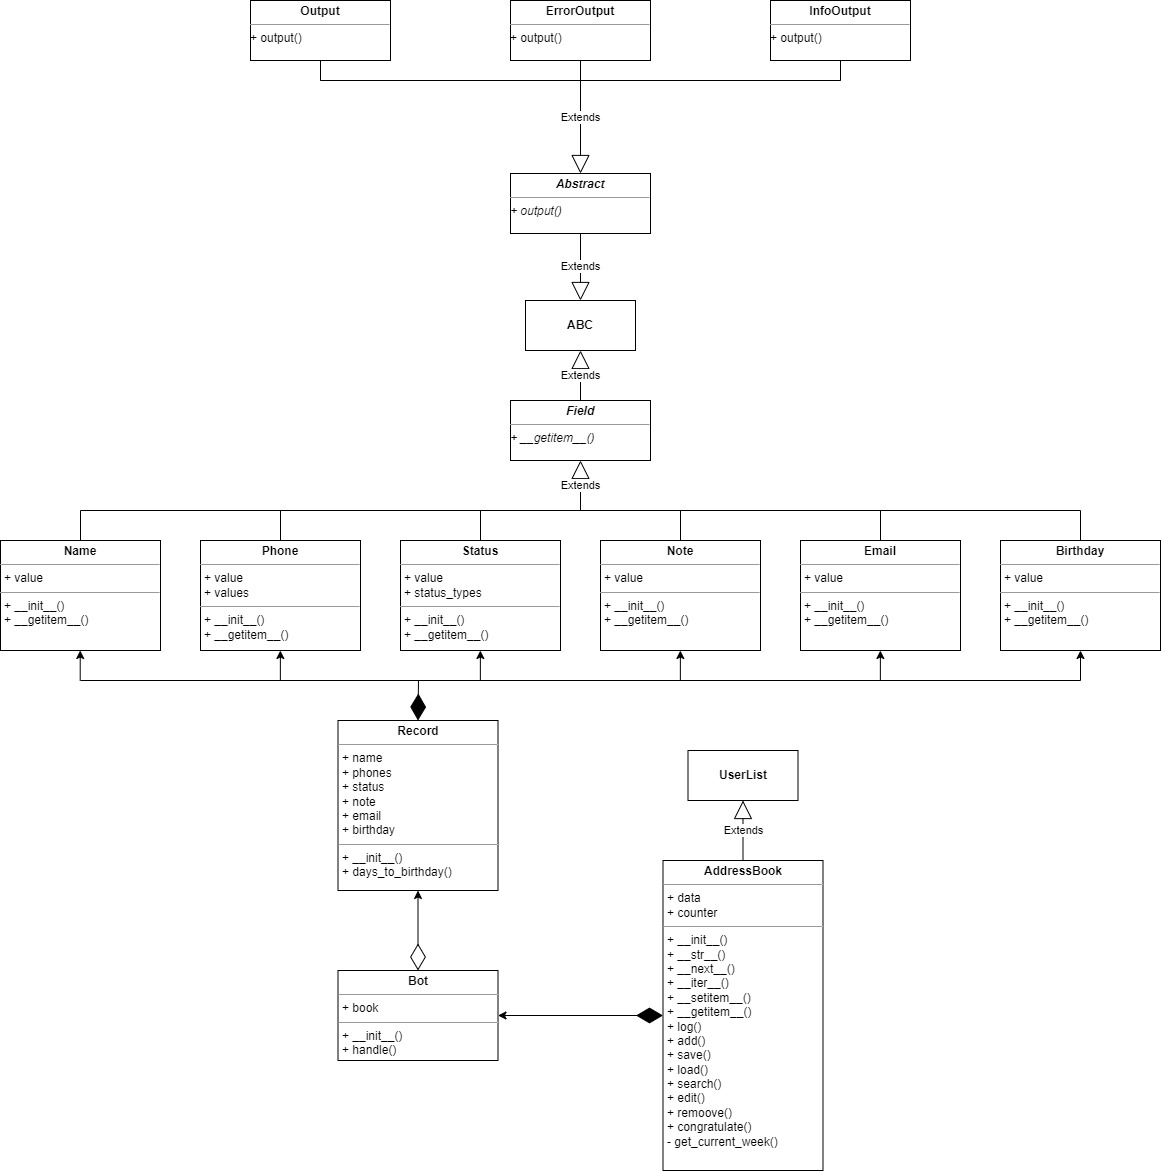 Output
+ output()
ErrorOutput
+ output()
InfoOutput
+ output()
Extends
Abstract
+ output()
Extends
ABC
Extends
Field
+ __getitem__()
Extends
Name
+ value
+ __init__()
+ __getitem__()
Phone
+ value
+ values
+ __init__()
+ __getitem__()
Status
+ value
+ status_types
+ __init__()
+ __getitem__()
Note
+ value
+ __init__()
+ __getitem__()
Email
+ value
+ __init__()
+ __getitem__()
Birthday
+ value
+ __init__()
+ __getitem__()
Record
+ name
+ phones
+ status
+ note
+ email
+ birthday
+ __init__()
+ days_to_birthday()
UserList
Extends
AddressBook
+ data
+ counter
+ __init__()
+ __str__()
+ __next__()
+ __iter__()
+ __setitem__()
+ __getitem__()
+ log()
+ add()
+ save()
+ load()
+ search()
+ edit()
+ remoove()
+ congratulate()
- get_current_week()
Bot
+ book
+ __init__()
+ handle()